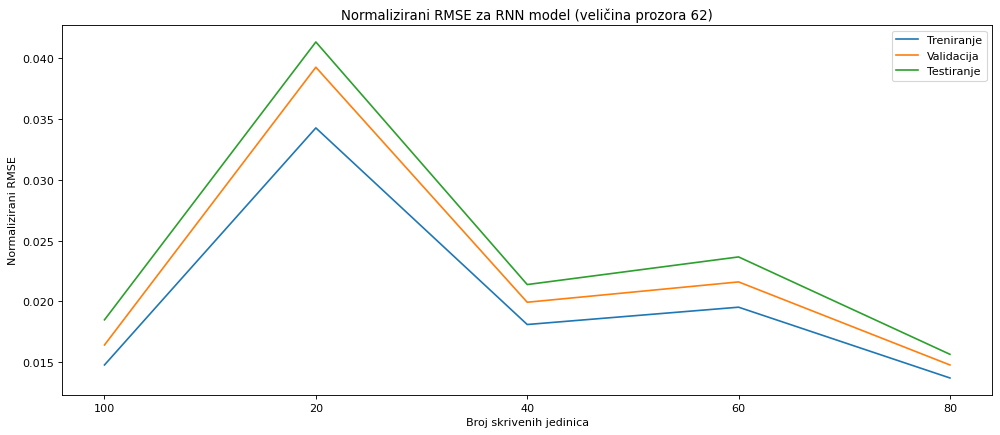 Normalizirani RMSE za RNN model (veličina prozora 62)
Treniranje
Validacija
Testiranje
Normalizirani RMSE
0.040
0.035
0.030
0.025
0.020
0.015
100 20 40 60 80
Broj skrivenih jedinica